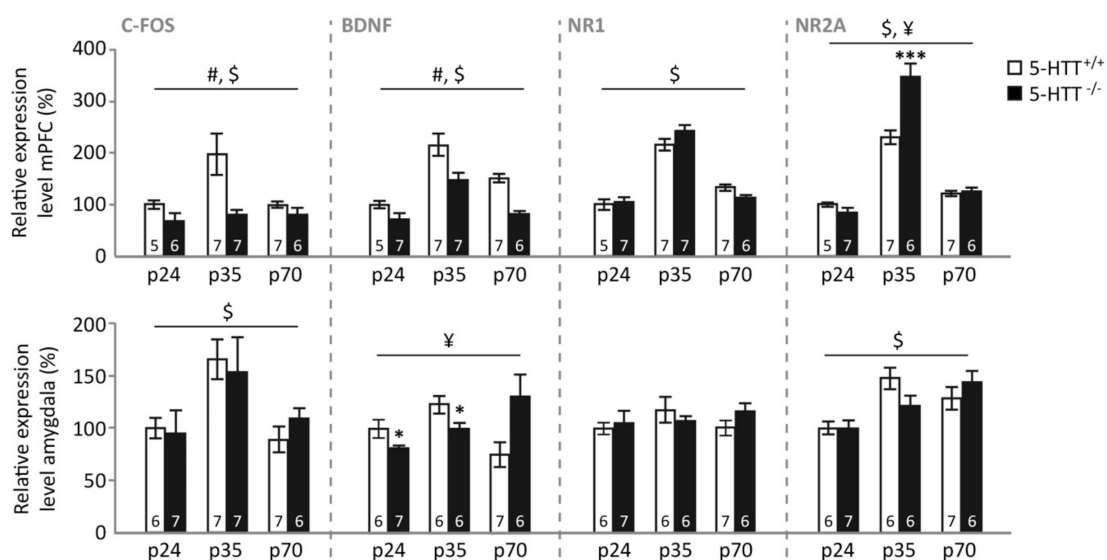 C-FOS BDNF NR1 NR2A
Relative expression
level mPFC (%)
400
300
200
100
0
#, $ #, $ $ $, ¥
***
5-HTT+/+
5-HTT -/-
5 6 7 7 7 6 5 7 7 7 7 6 5 7 7 7 7 6 5 7 7 6 7 6
p24 p35 p70 p24 p35 p70 p24 p35 p70 p24 p35 p70
Relative expression
level amygdala (%)
200
150
100
50
0
$ ¥ $
* *
6 7 7 7 7 6 6 7 6 6 7 6 6 7 6 6 7 6 6 7 6 6 7 6
p24 p35 p70 p24 p35 p70 p24 p35 p70 p24 p35 p70